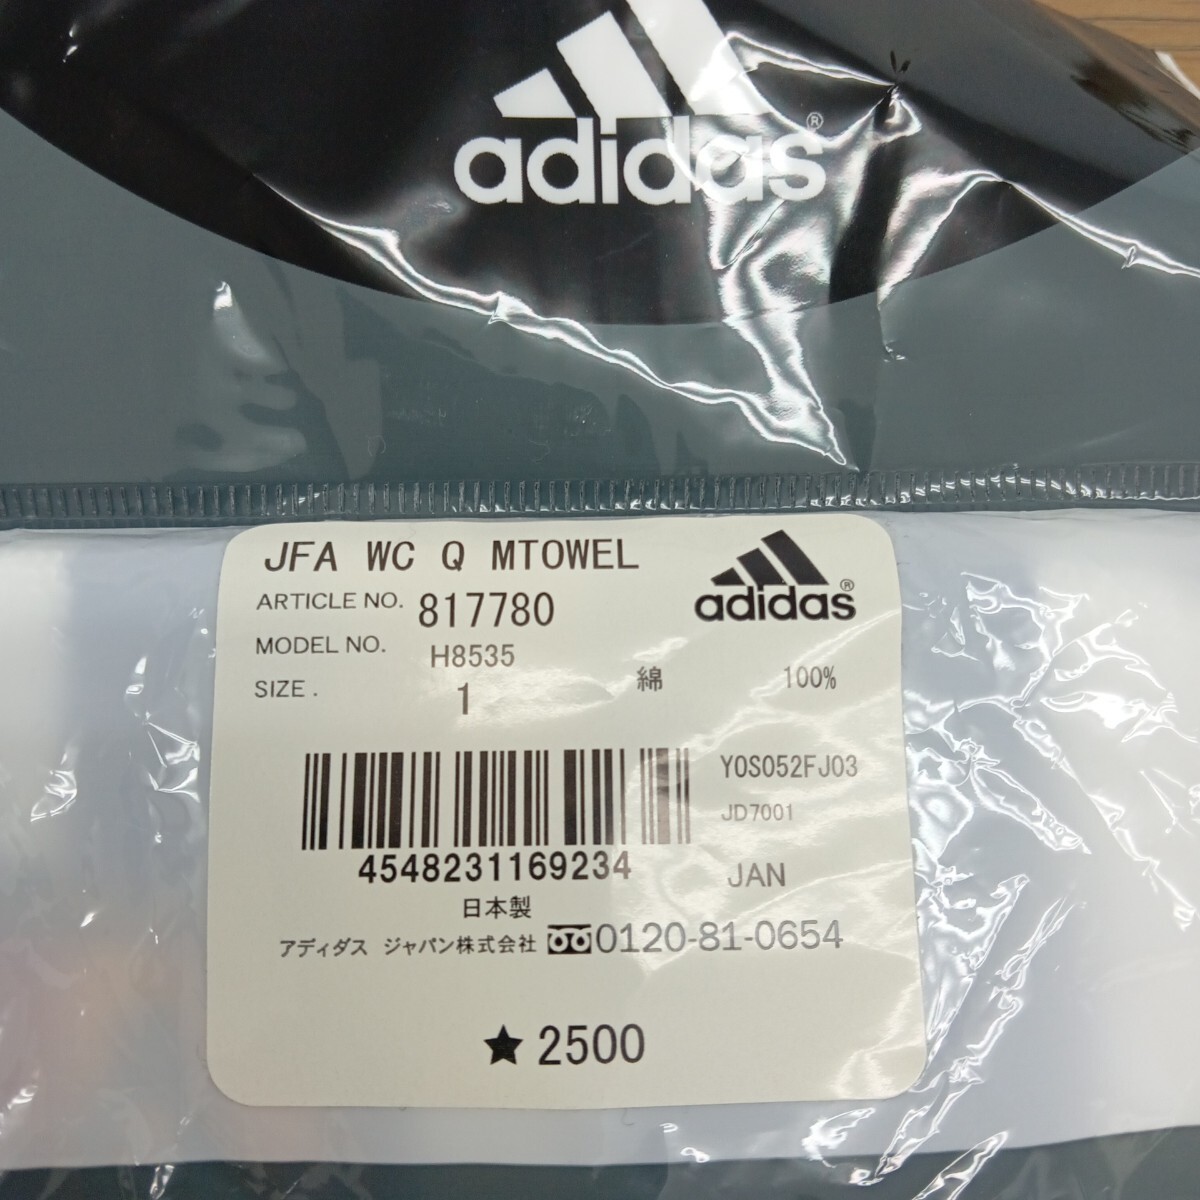 adidas®
JFA WC Q MTOWEL
adidas®
ARTICLE NO. 817780
MODEL NO. H8535
SIZE . 1 綿 100%
Y0S052FJ03
JD7001
4548231169234
JAN
日本製
アディダス ジャパン株式会社 0120-81-0654
★2500